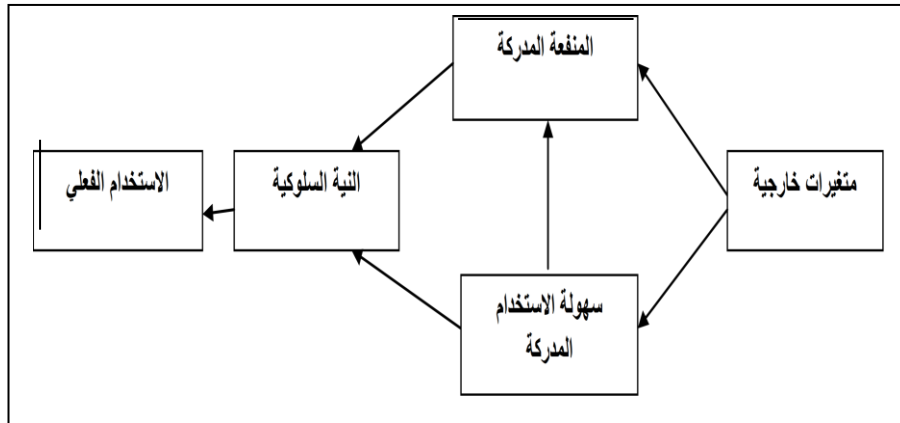 المنفعة المدركة
متغيرات خارجية
النية السلوكية
الاستخدام الفعلي
سهولة الاستخدام
المدركة